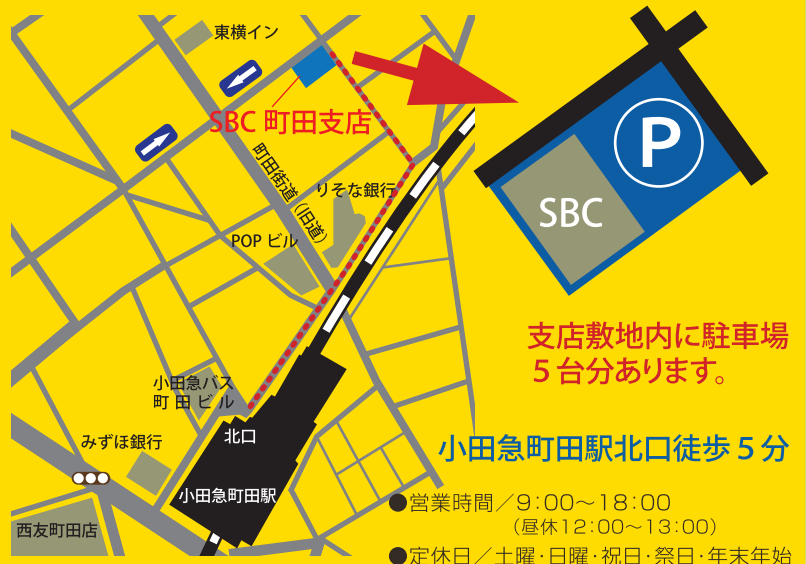 東横イン
SBC 町田支店
町田街道(旧道)
りそな銀行
POP ビル
小田急バス
町田ビル
みずほ銀行
北口
小田急町田駅
西友町田店
P
SBC
支店敷地内に駐車場
5台分あります。
小田急町田駅北口徒歩 5 分
●営業時間/9:00〜18:00
(昼休12:00〜13:00)
●定休日/土曜・日曜・祝日・祭日・年末年始